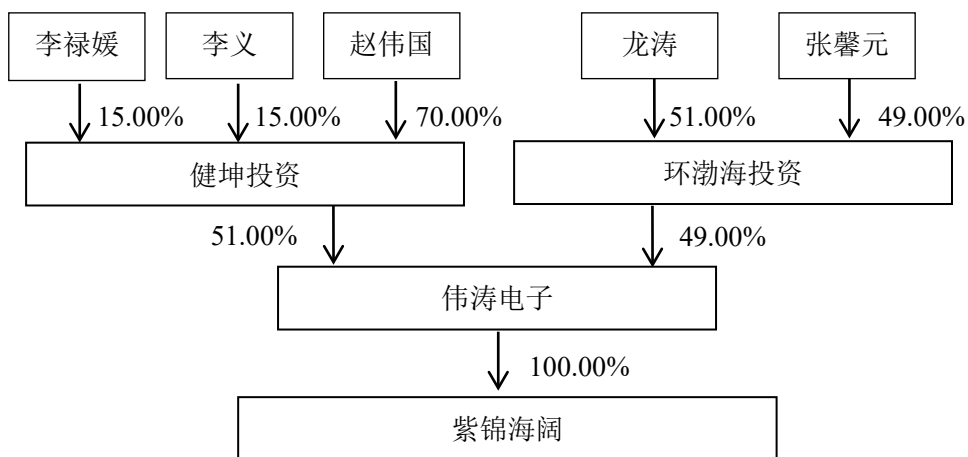 李禄媛 李义 赵伟国 龙涛 张馨元
15.00% 15.00% 70.00% 51.00% 49.00%
健坤投资 环渤海投资
51.00% 49.00%
伟涛电子
100.00%
紫锦海阔